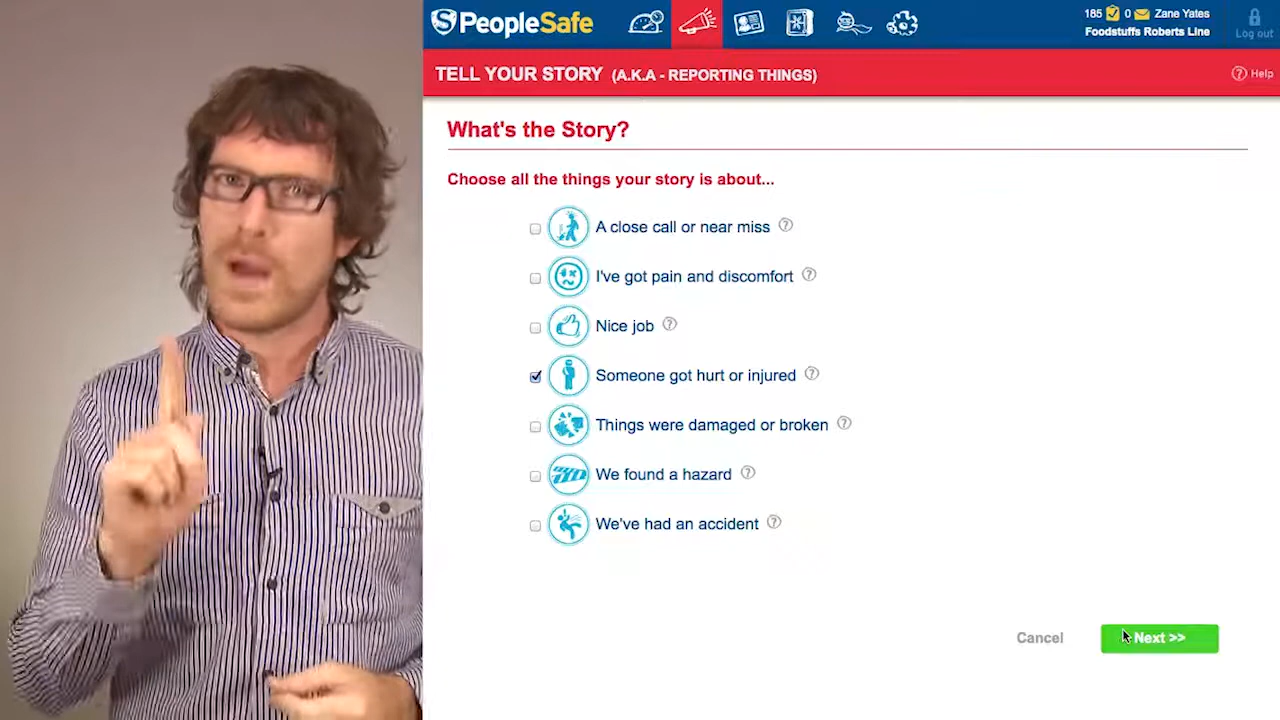 PeopleSafe
185 0 Zane Yates
Foodstuffs Roberts Line
Log out
TELL YOUR STORY (A.K.A - REPORTING THINGS)
? Help
What's the Story?
Choose all the things your story is about...
A close call or near miss ?
I've got pain and discomfort ?
Nice job ?
Someone got hurt or injured ?
Things were damaged or broken ?
We found a hazard ?
We've had an accident ?
Cancel
Next >>